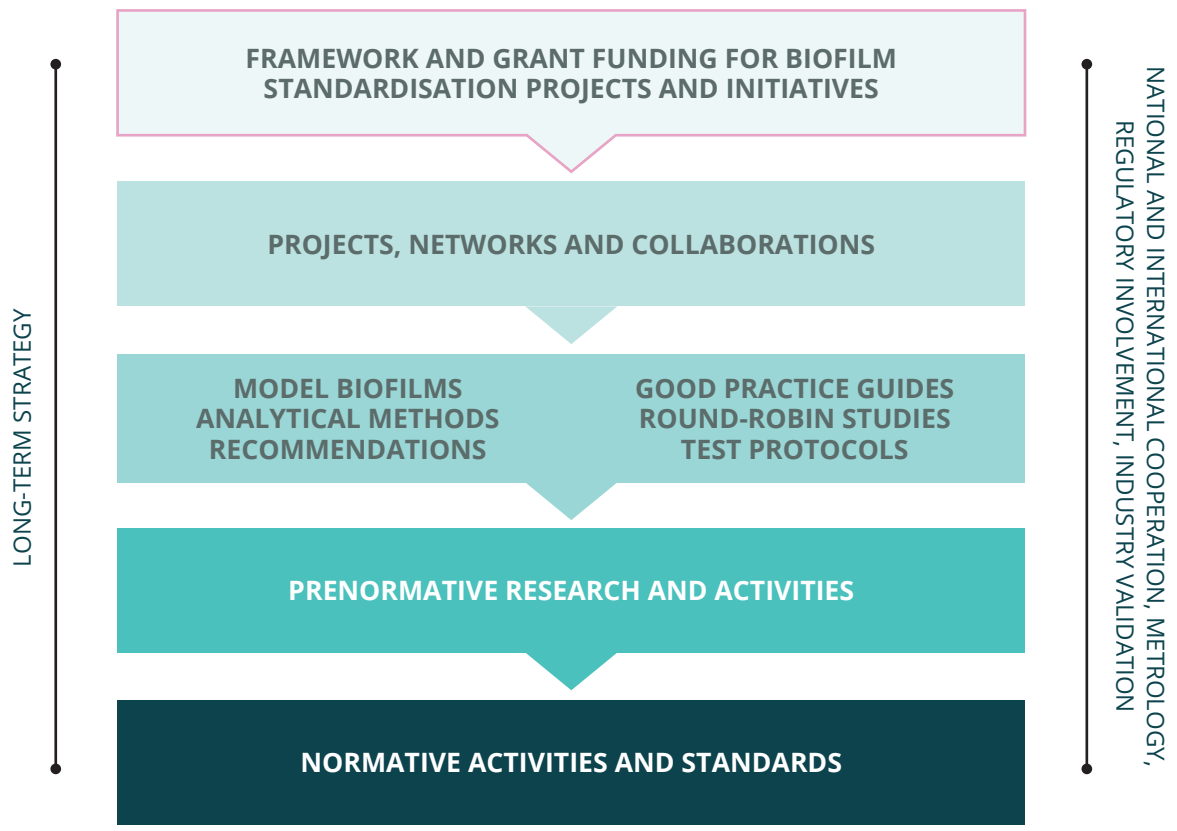 FRAMEWORK AND GRANT FUNDING FOR BIOFILM
STANDARDISATION PROJECTS AND INITIATIVES
PROJECTS, NETWORKS AND COLLABORATIONS
MODEL BIOFILMS
ANALYTICAL METHODS
RECOMMENDATIONS
GOOD PRACTICE GUIDES
ROUND-ROBIN STUDIES
TEST PROTOCOLS
PRENORMATIVE RESEARCH AND ACTIVITIES
NORMATIVE ACTIVITIES AND STANDARDS
LONG-TERM STRATEGY
NATIONAL AND INTERNATIONAL COOPERATION, METROLOGY,
REGULATORY INVOLVEMENT, INDUSTRY VALIDATION